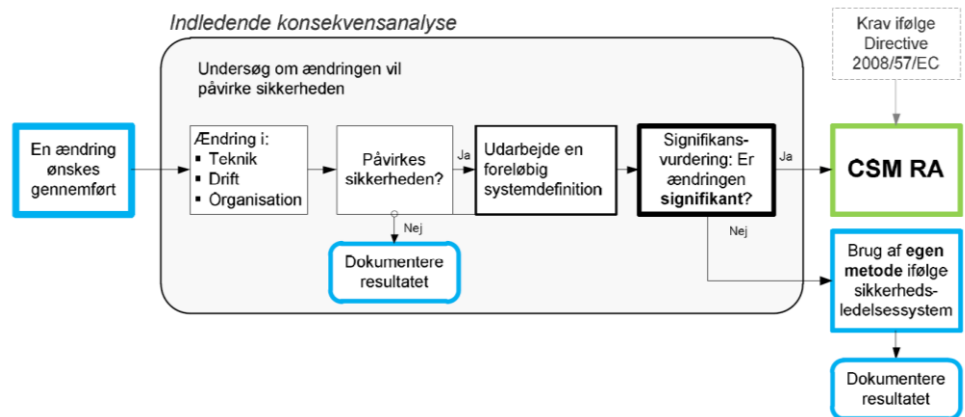 Indledende konsekvensanalyse
Krav ifølge
Directive
2008/57/EC
Undersøg om ændringen vil
påvirke sikkerheden
En ændring
ønskes
gennemført
Ændring i:
▪ Teknik
▪ Drift
▪ Organisation
Påvirkes
sikkerheden?
Ja
Nej
Dokumentere
resultatet
Udarbejde en
foreløbig
systemdefinition
Signifikans-
vurdering: Er
ændringen
signifikant?
Ja
Nej
CSM RA
Brug af egen
metode ifølge
sikkerheds-
ledelsessystem
Dokumentere
resultatet